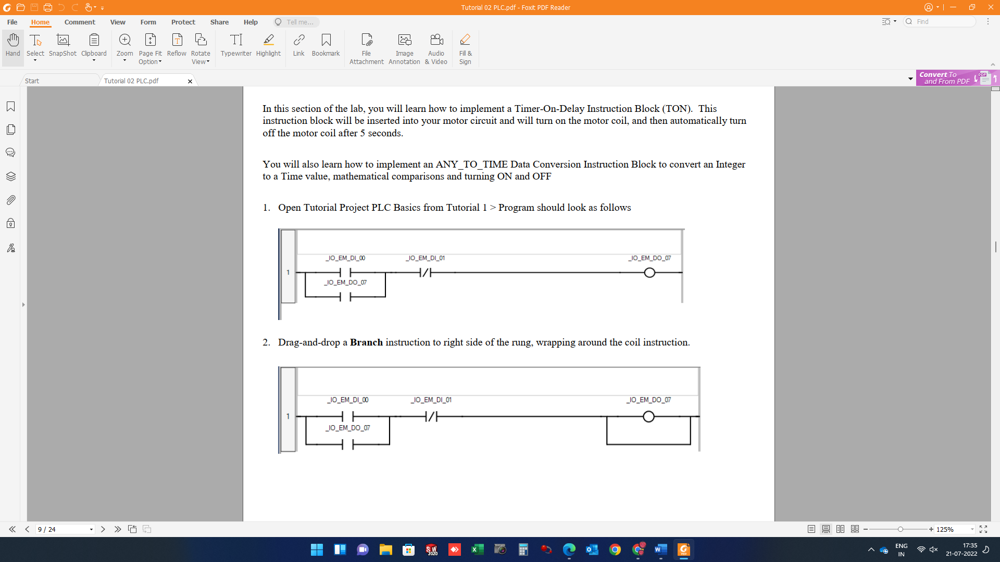 Tutorial 02 PLC.pdf - Foxit PDF Reader
File Home Comment View Form Protect Share Help Tell me... Find
Hand Select SnapShot Clipboard Zoom Page Fit Option Reflow Rotate View Typewriter Highlight Link Bookmark File Attachment Image Annotation Audio & Video Fill & Sign
Start Tutorial 02 PLC.pdf
Convert To
and From PDF
PDF
In this section of the lab, you will learn how to implement a Timer-On-Delay Instruction Block (TON). This
instruction block will be inserted into your motor circuit and will turn on the motor coil, and then automatically turn
off the motor coil after 5 seconds.
You will also learn how to implement an ANY_TO_TIME Data Conversion Instruction Block to convert an Integer
to a Time value, mathematical comparisons and turning ON and OFF
1. Open Tutorial Project PLC Basics from Tutorial 1 > Program should look as follows
_IO_EM_DI_00 _IO_EM_DI_01 _IO_EM_DO_07
1
_IO_EM_DO_07
2. Drag-and-drop a Branch instruction to right side of the rung, wrapping around the coil instruction.
_IO_EM_DI_00 _IO_EM_DI_01 _IO_EM_DO_07
1
_IO_EM_DO_07
9 / 24 125%
SW 2020
ENG
IN
17:35
21-07-2022